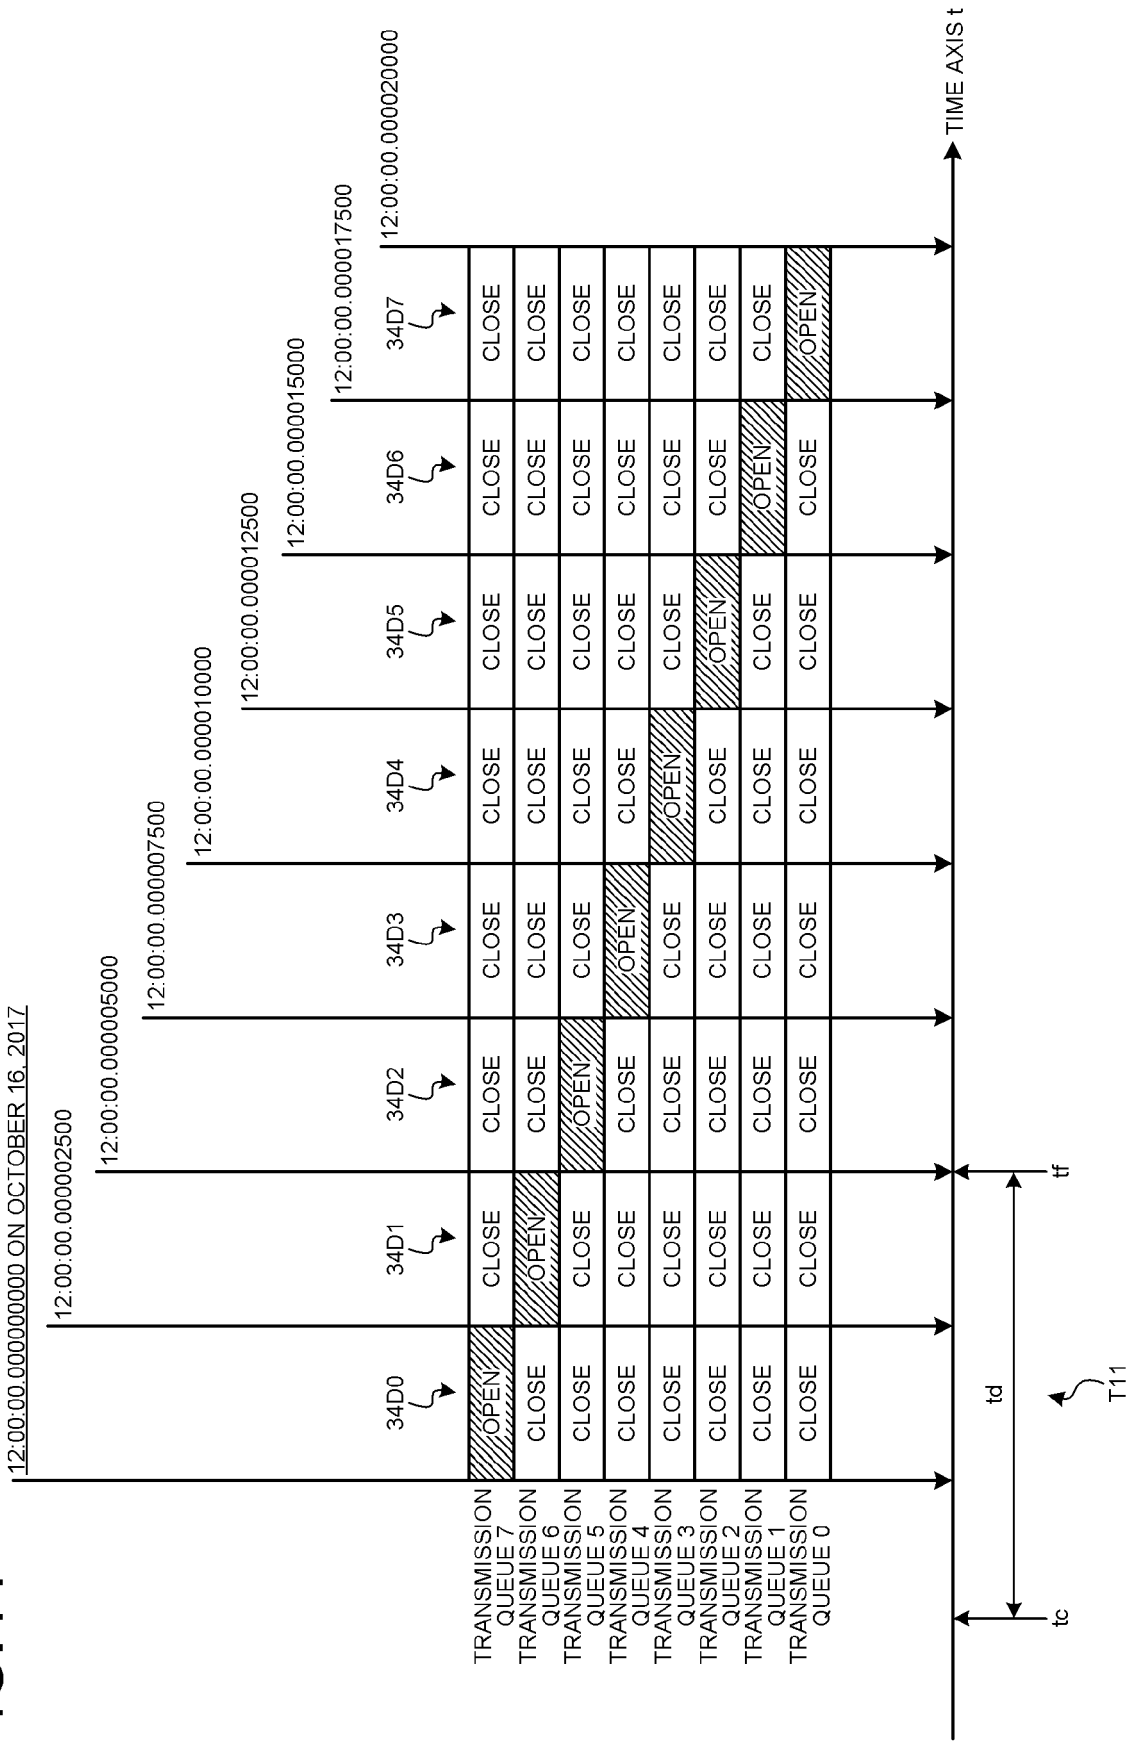 12:00:00.000000000 ON OCTOBER 16, 2017
12:00:00.000002500
12:00:00.000005000
12:00:00.000007500
12:00:00.000010000
12:00:00.000012500
12:00:00.000015000
12:00:00.000017500
12:00:00.000020000
34D0 34D1 34D2 34D3 34D4 34D5 34D6 34D7
TRANSMISSION
QUEUE 7
OPEN CLOSE CLOSE CLOSE CLOSE CLOSE CLOSE CLOSE
TRANSMISSION
QUEUE 6
CLOSE OPEN CLOSE CLOSE CLOSE CLOSE CLOSE CLOSE
TRANSMISSION
QUEUE 5
CLOSE CLOSE OPEN CLOSE CLOSE CLOSE CLOSE CLOSE
TRANSMISSION
QUEUE 4
CLOSE CLOSE CLOSE OPEN CLOSE CLOSE CLOSE CLOSE
TRANSMISSION
QUEUE 3
CLOSE CLOSE CLOSE CLOSE OPEN CLOSE CLOSE CLOSE
TRANSMISSION
QUEUE 2
CLOSE CLOSE CLOSE CLOSE CLOSE OPEN CLOSE CLOSE
TRANSMISSION
QUEUE 1
CLOSE CLOSE CLOSE CLOSE CLOSE CLOSE OPEN CLOSE
TRANSMISSION
QUEUE 0
CLOSE CLOSE CLOSE CLOSE CLOSE CLOSE CLOSE OPEN
TIME AXIS t
td
tc
tf
T11